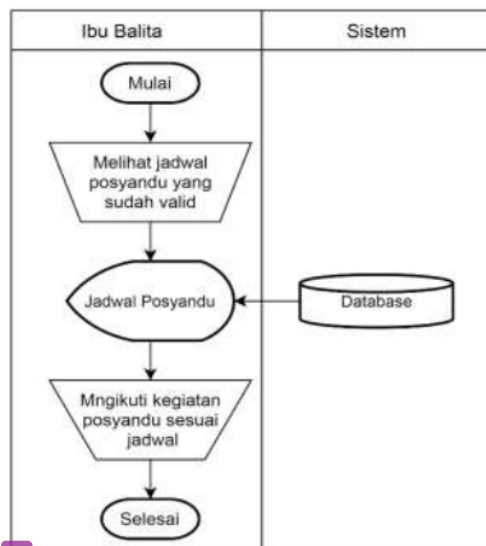 Ibu Balita
Sistem
Mulai
Melihat jadwal
posyandu yang
sudah valid
Jadwal Posyandu
Database
Mngikuti kegiatan
posyandu sesuai
jadwal
Selesai